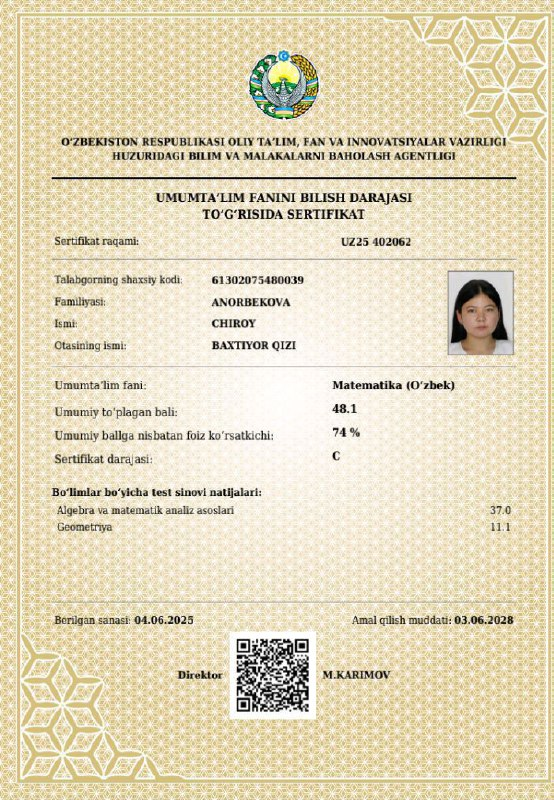 O‘ZBEKISTON RESPUBLIKASI OLIY TA’LIM, FAN VA INNOVATSIYALAR VAZIRLIGI
HUZURIDAGI BILIM VA MALAKALARNI BAHOLASH AGENTLIGI
UMUMTA’LIM FANINI BILISH DARAJASI
TO‘G‘RISIDA SERTIFIKAT
Sertifikat raqami: UZ25 402062
Talabgorning shaxsiy kodi: 61302075480039
Familiyasi: ANORBEKOVA
Ismi: CHIROY
Otasining ismi: BAXTIYOR QIZI
Umumta’lim fani: Matematika (O‘zbek)
Umumiy to‘plagan bali: 48.1
Umumiy ballga nisbatan foiz ko‘rsatkichi: 74 %
Sertifikat darajasi: C
Bo‘limlar bo‘yicha test sinovi natijalari:
Algebra va matematik analiz asoslari 37.0
Geometriya 11.1
Berilgan sanasi: 04.06.2025 Amal qilish muddati: 03.06.2028
Direktor M.KARIMOV